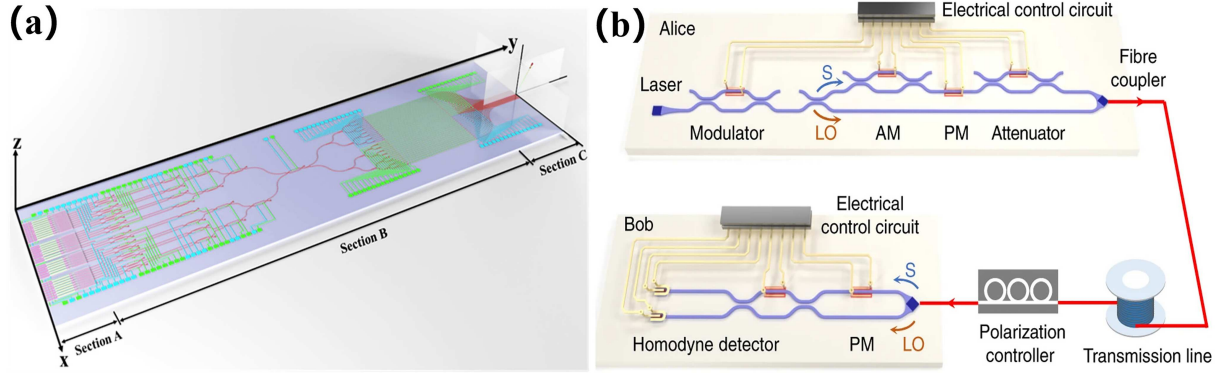 (a)
y
z
x
Section A
Section B
Section C
(b)
Alice
Electrical control circuit
Fibre
coupler
Laser
S
LO
Modulator
AM
PM
Attenuator
Bob
Electrical
control circuit
S
LO
Homodyne detector
PM
Polarization
controller
Transmission line